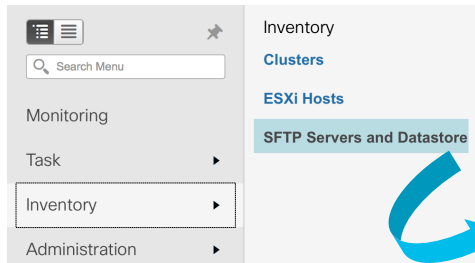 Search Menu
Monitoring
Task
Inventory
Administration
Inventory
Clusters
ESXi Hosts
SFTP Servers and Datastore